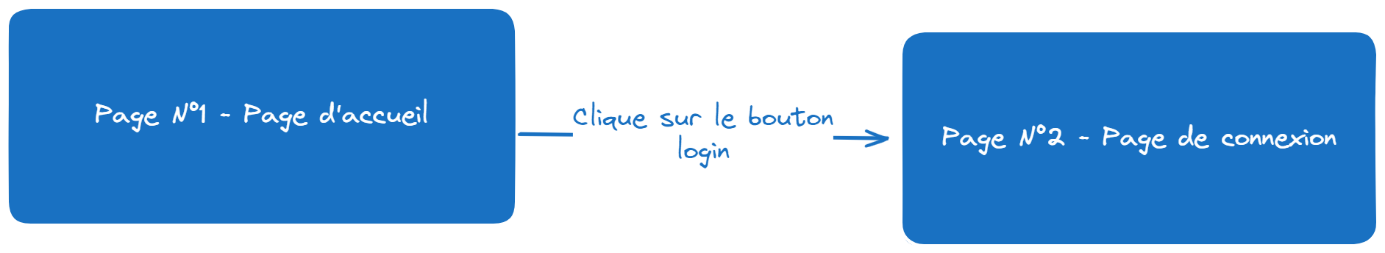 Page N°1 - Page d'accueil
Clique sur le bouton
login
Page N°2 - Page de connexion